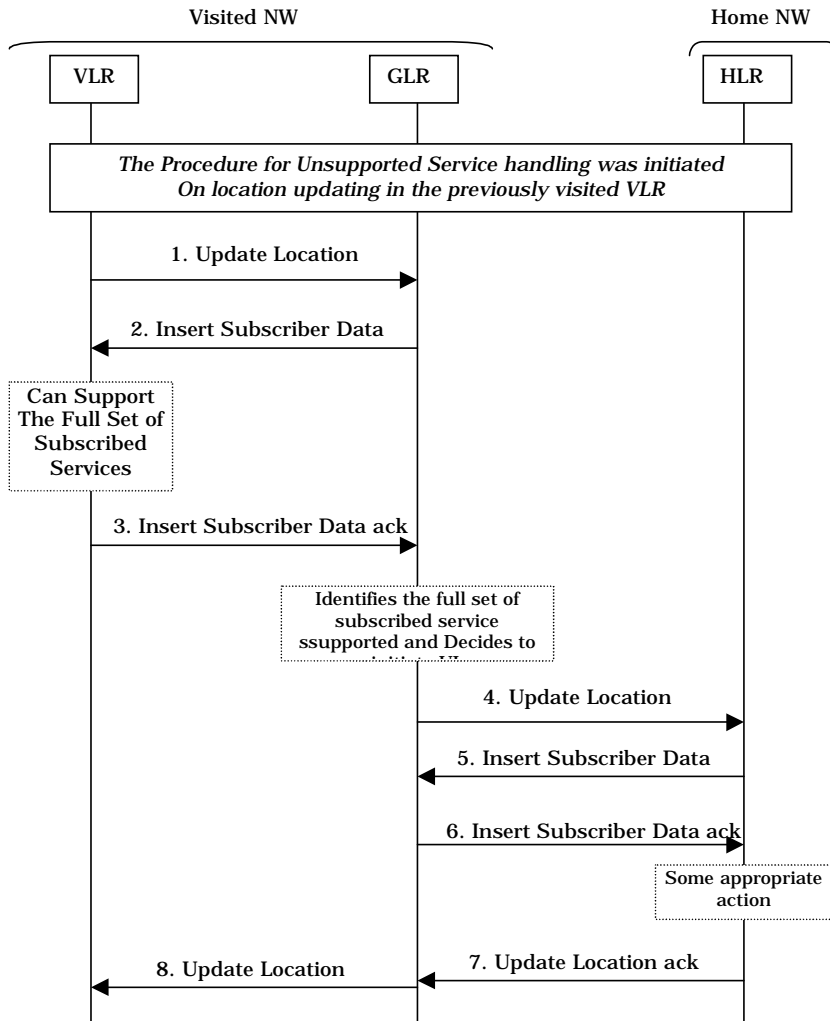 Visited NW
Home NW
VLR
GLR
HLR
The Procedure for Unsupported Service handling was initiated
On location updating in the previously visited VLR
1. Update Location
2. Insert Subscriber Data
Can Support
The Full Set of
Subscribed
Services
3. Insert Subscriber Data ack
Identifies the full set of
subscribed service
ssupported and Decides to
4. Update Location
5. Insert Subscriber Data
6. Insert Subscriber Data ack
Some appropriate
action
7. Update Location ack
8. Update Location